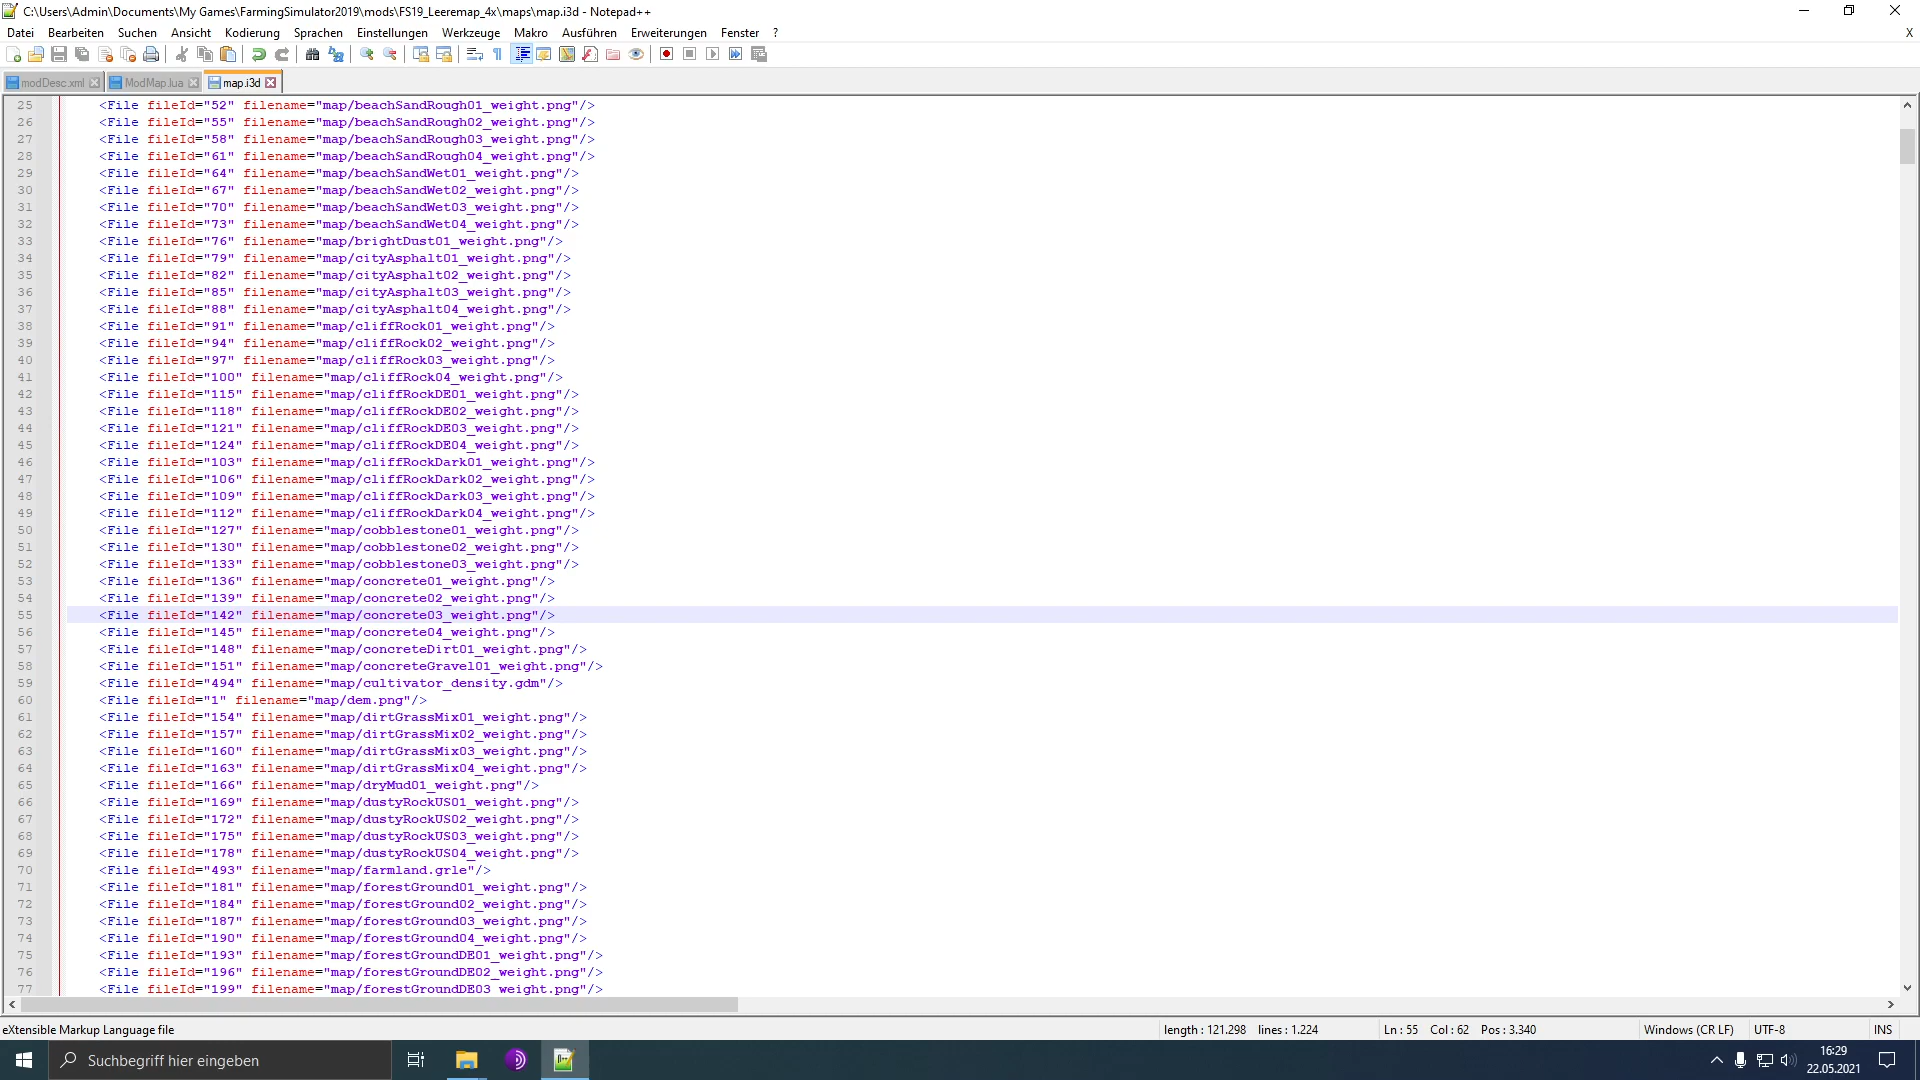 C:\Users\Admin\Documents\My Games\FarmingSimulator2019\mods\FS19_Leeremap_4x\maps\map.i3d - Notepad++
Datei Bearbeiten Suchen Ansicht Kodierung Sprachen Einstellungen Werkzeuge Makro Ausführen Erweiterungen Fenster ? X
modDesc.xml ModMap.lua map.i3d
25 <File fileId="52" filename="map/beachSandRough01_weight.png"/>
26 <File fileId="55" filename="map/beachSandRough02_weight.png"/>
27 <File fileId="58" filename="map/beachSandRough03_weight.png"/>
28 <File fileId="61" filename="map/beachSandRough04_weight.png"/>
29 <File fileId="64" filename="map/beachSandWet01_weight.png"/>
30 <File fileId="67" filename="map/beachSandWet02_weight.png"/>
31 <File fileId="70" filename="map/beachSandWet03_weight.png"/>
32 <File fileId="73" filename="map/beachSandWet04_weight.png"/>
33 <File fileId="76" filename="map/brightDust01_weight.png"/>
34 <File fileId="79" filename="map/cityAsphalt01_weight.png"/>
35 <File fileId="82" filename="map/cityAsphalt02_weight.png"/>
36 <File fileId="85" filename="map/cityAsphalt03_weight.png"/>
37 <File fileId="88" filename="map/cityAsphalt04_weight.png"/>
38 <File fileId="91" filename="map/cliffRock01_weight.png"/>
39 <File fileId="94" filename="map/cliffRock02_weight.png"/>
40 <File fileId="97" filename="map/cliffRock03_weight.png"/>
41 <File fileId="100" filename="map/cliffRock04_weight.png"/>
42 <File fileId="115" filename="map/cliffRockDE01_weight.png"/>
43 <File fileId="118" filename="map/cliffRockDE02_weight.png"/>
44 <File fileId="121" filename="map/cliffRockDE03_weight.png"/>
45 <File fileId="124" filename="map/cliffRockDE04_weight.png"/>
46 <File fileId="103" filename="map/cliffRockDark01_weight.png"/>
47 <File fileId="106" filename="map/cliffRockDark02_weight.png"/>
48 <File fileId="109" filename="map/cliffRockDark03_weight.png"/>
49 <File fileId="112" filename="map/cliffRockDark04_weight.png"/>
50 <File fileId="127" filename="map/cobblestone01_weight.png"/>
51 <File fileId="130" filename="map/cobblestone02_weight.png"/>
52 <File fileId="133" filename="map/cobblestone03_weight.png"/>
53 <File fileId="136" filename="map/concrete01_weight.png"/>
54 <File fileId="139" filename="map/concrete02_weight.png"/>
55 <File fileId="142" filename="map/concrete03_weight.png"/>
56 <File fileId="145" filename="map/concrete04_weight.png"/>
57 <File fileId="148" filename="map/concreteDirt01_weight.png"/>
58 <File fileId="151" filename="map/concreteGravel01_weight.png"/>
59 <File fileId="494" filename="map/cultivator_density.gdm"/>
60 <File fileId="1" filename="map/dem.png"/>
61 <File fileId="154" filename="map/dirtGrassMix01_weight.png"/>
62 <File fileId="157" filename="map/dirtGrassMix02_weight.png"/>
63 <File fileId="160" filename="map/dirtGrassMix03_weight.png"/>
64 <File fileId="163" filename="map/dirtGrassMix04_weight.png"/>
65 <File fileId="166" filename="map/dryMud01_weight.png"/>
66 <File fileId="169" filename="map/dustyRockUS01_weight.png"/>
67 <File fileId="172" filename="map/dustyRockUS02_weight.png"/>
68 <File fileId="175" filename="map/dustyRockUS03_weight.png"/>
69 <File fileId="178" filename="map/dustyRockUS04_weight.png"/>
70 <File fileId="493" filename="map/farmland.grle"/>
71 <File fileId="181" filename="map/forestGround01_weight.png"/>
72 <File fileId="184" filename="map/forestGround02_weight.png"/>
73 <File fileId="187" filename="map/forestGround03_weight.png"/>
74 <File fileId="190" filename="map/forestGround04_weight.png"/>
75 <File fileId="193" filename="map/forestGroundDE01_weight.png"/>
76 <File fileId="196" filename="map/forestGroundDE02_weight.png"/>
77 <File fileId="199" filename="map/forestGroundDE03_weight.png"/>
eXtensible Markup Language file length : 121.298 lines : 1.224 Ln : 55 Col : 62 Pos : 3.340 Windows (CR LF) UTF-8 INS
Suchbegriff hier eingeben
16:29
22.05.2021